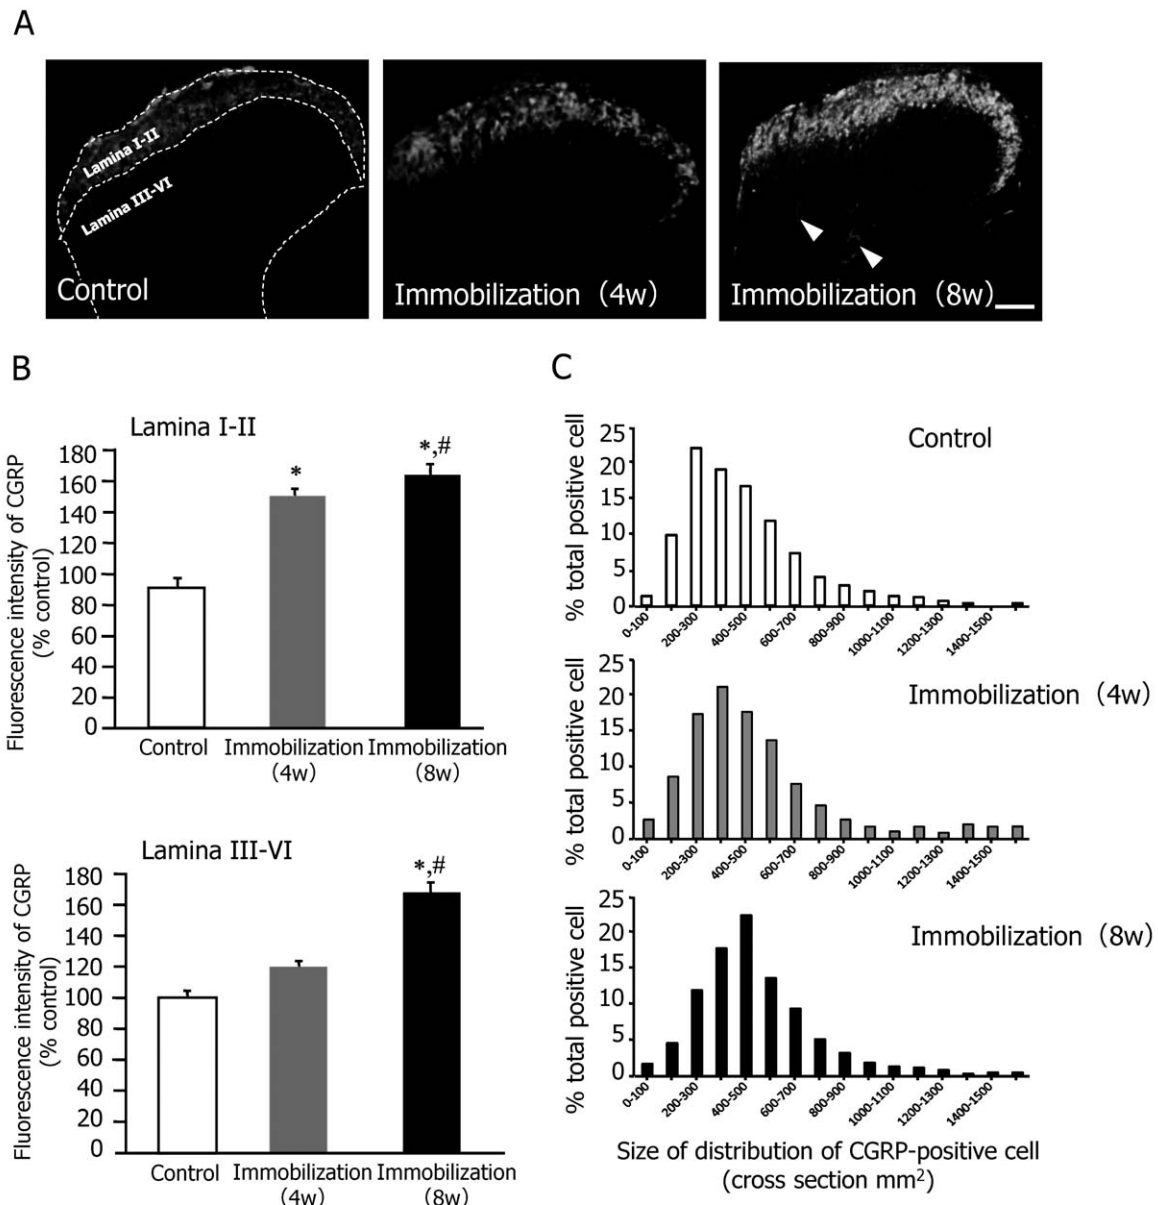 A
Lamina I-II
Lamina III-VI
Control
Immobilization (4w)
Immobilization (8w)
B
Lamina I-II
Fluorescence intensity of CGRP
(% control)
180
160
140
120
100
80
60
40
20
0
*
*,#
Control
Immobilization
(4w)
Immobilization
(8w)
Lamina III-VI
Fluorescence intensity of CGRP
(% control)
180
160
140
120
100
80
60
40
20
0
*,#
Control
Immobilization
(4w)
Immobilization
(8w)
C
Control
% total positive cell
25
20
15
10
5
0
0-100
200-300
400-500
600-700
800-900
1000-1100
1200-1300
1400-1500
Immobilization (4w)
% total positive cell
25
20
15
10
5
0
0-100
200-300
400-500
600-700
800-900
1000-1100
1200-1300
1400-1500
Immobilization (8w)
% total positive cell
25
20
15
10
5
0
0-100
200-300
400-500
600-700
800-900
1000-1100
1200-1300
1400-1500
Size of distribution of CGRP-positive cell
(cross section mm²)